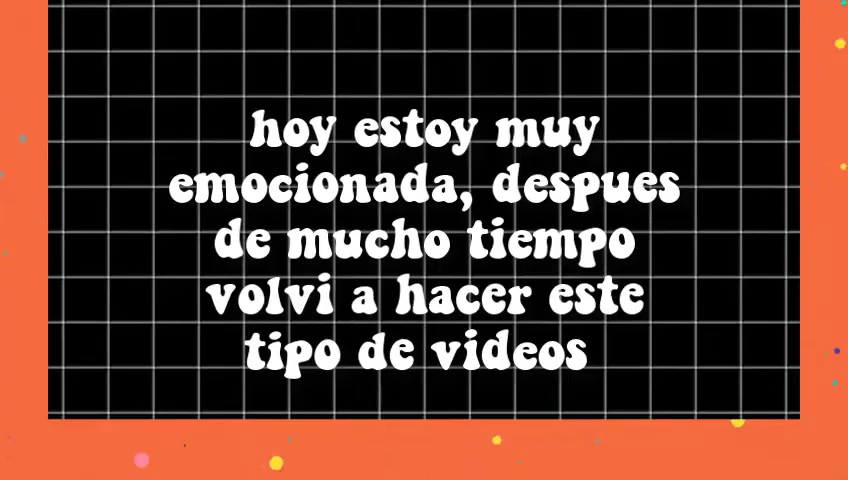 hoy estoy muy
emocionada, despues
de mucho tiempo
volvi a hacer este
tipo de videos